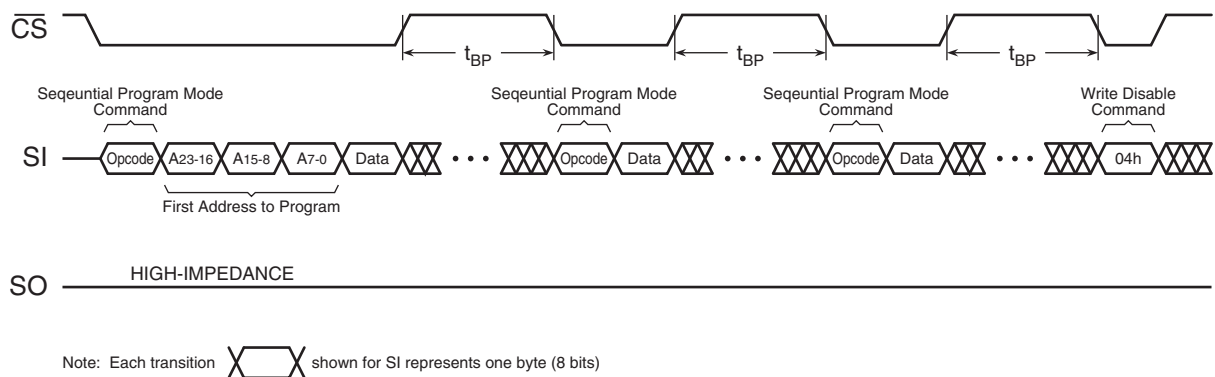 CS
tBP tBP tBP
Seqeuntial Program Mode
Command
Seqeuntial Program Mode
Command
Seqeuntial Program Mode
Command
Write Disable
Command
SI Opcode A23-16 A15-8 A7-0 Data • • • Opcode Data • • • Opcode Data • • • 04h
First Address to Program
HIGH-IMPEDANCE
SO
Note: Each transition shown for SI represents one byte (8 bits)